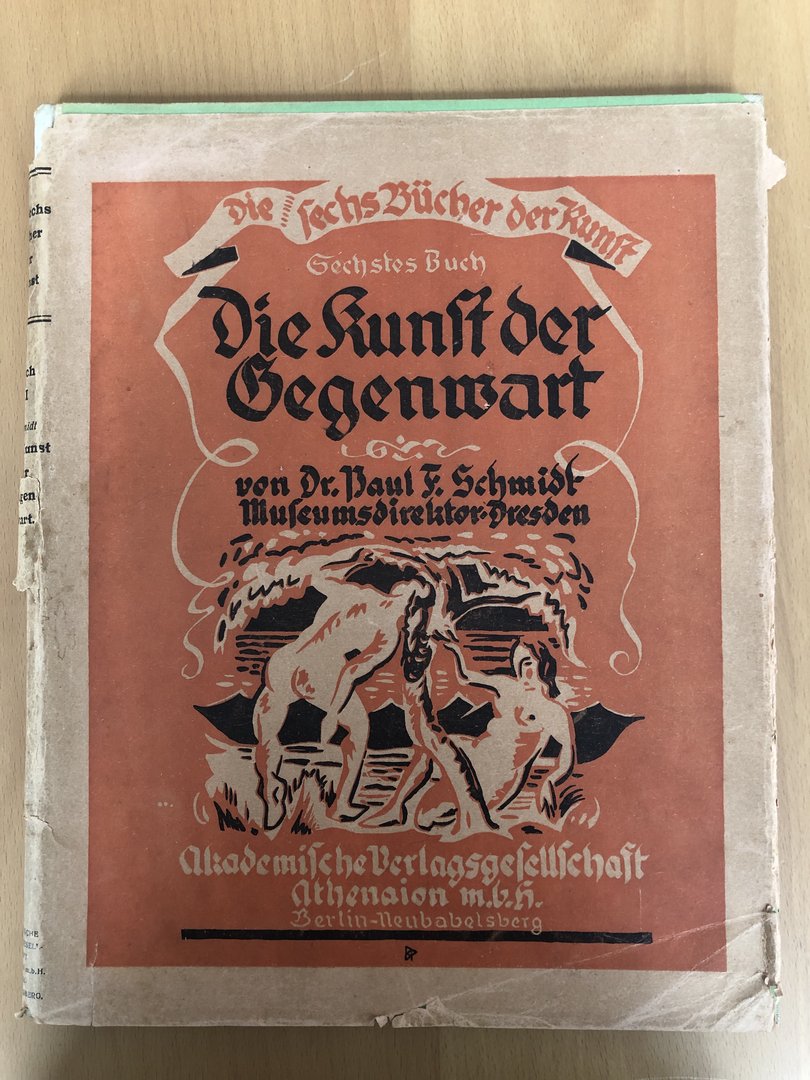 Die sechs Bücher der Kunst
Sechstes Buch
Die Kunst der
Gegenwart
von Dr. Paul F. Schmidt
Museumsdirektor-Dresden
Akademische Verlagsgesellschaft
Athenaion m.b.H.
Berlin-Neubabelsberg